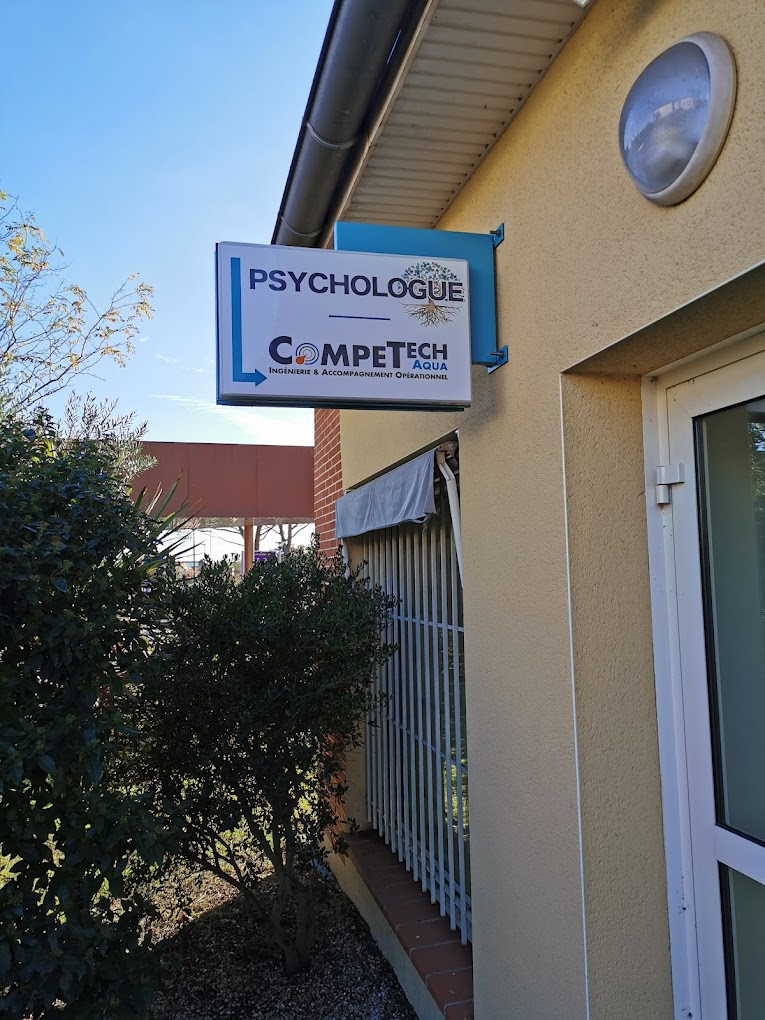 PSYCHOLOGUE
COMPETECH
AQUA
INGÉNIERIE & ACCOMPAGNEMENT OPÉRATIONNEL